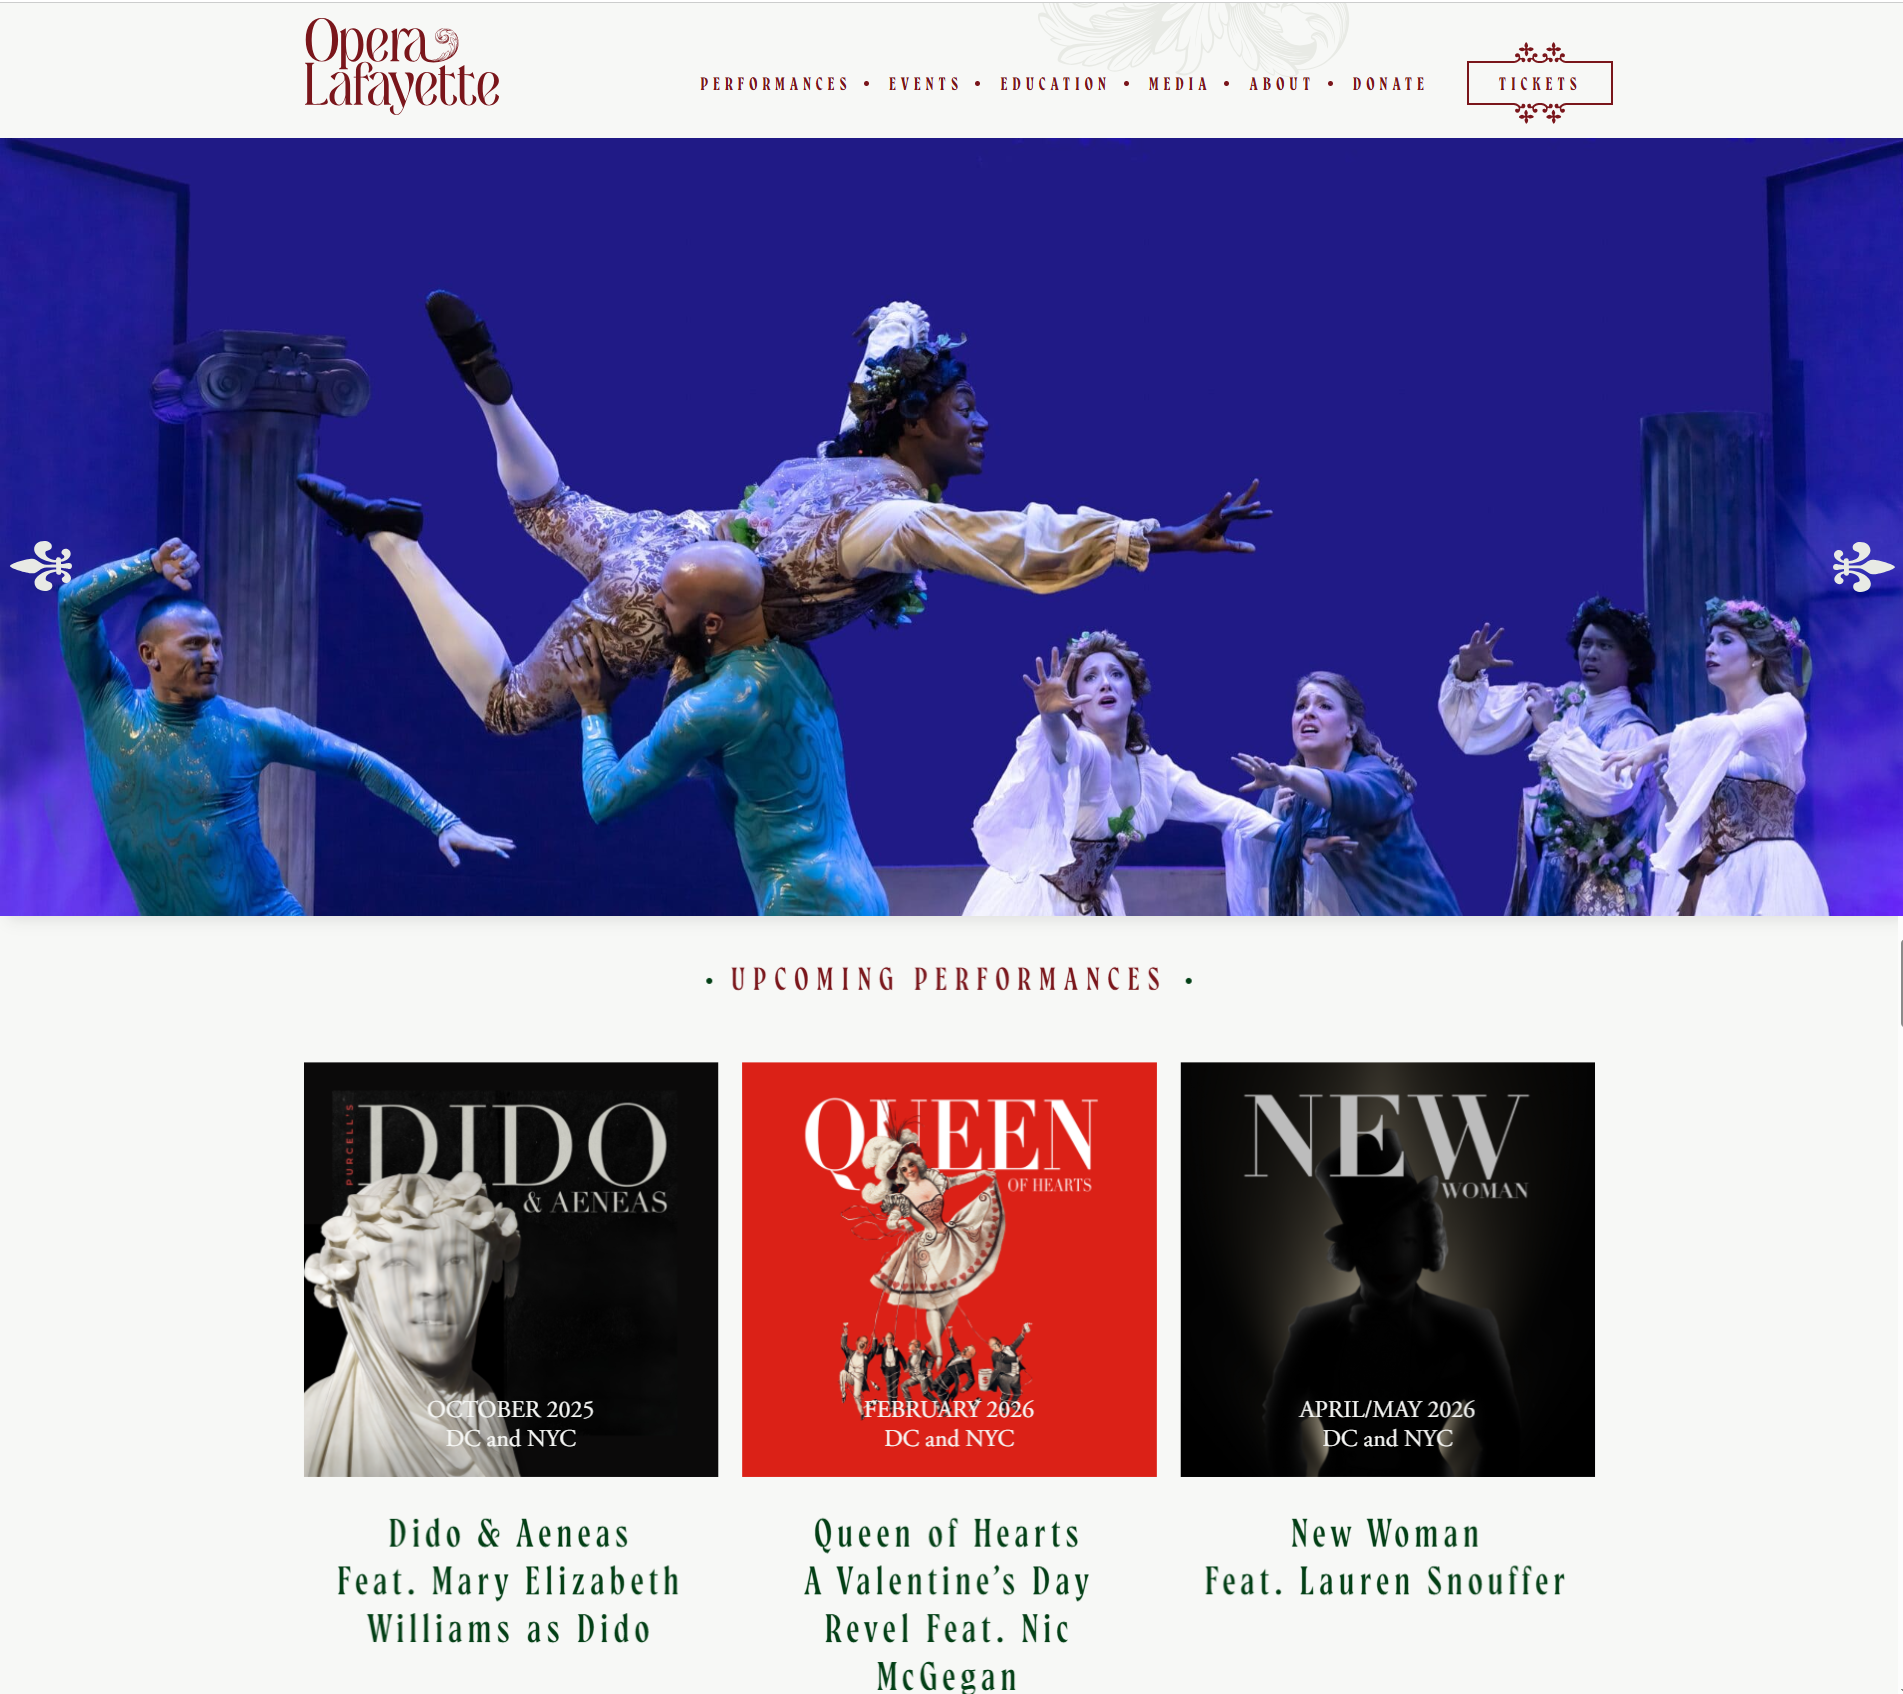 Opera
Lafayette
PERFORMANCES • EVENTS • EDUCATION • MEDIA • ABOUT • DONATE
TICKETS
• UPCOMING PERFORMANCES •
PURCELL'S
DIDO
& AENEAS
OCTOBER 2025
DC and NYC
QUEEN
OF HEARTS
FEBRUARY 2026
DC and NYC
NEW
WOMAN
APRIL/MAY 2026
DC and NYC
Dido & Aeneas
Feat. Mary Elizabeth
Williams as Dido
Queen of Hearts
A Valentine’s Day
Revel Feat. Nic
McGegan
New Woman
Feat. Lauren Snouffer